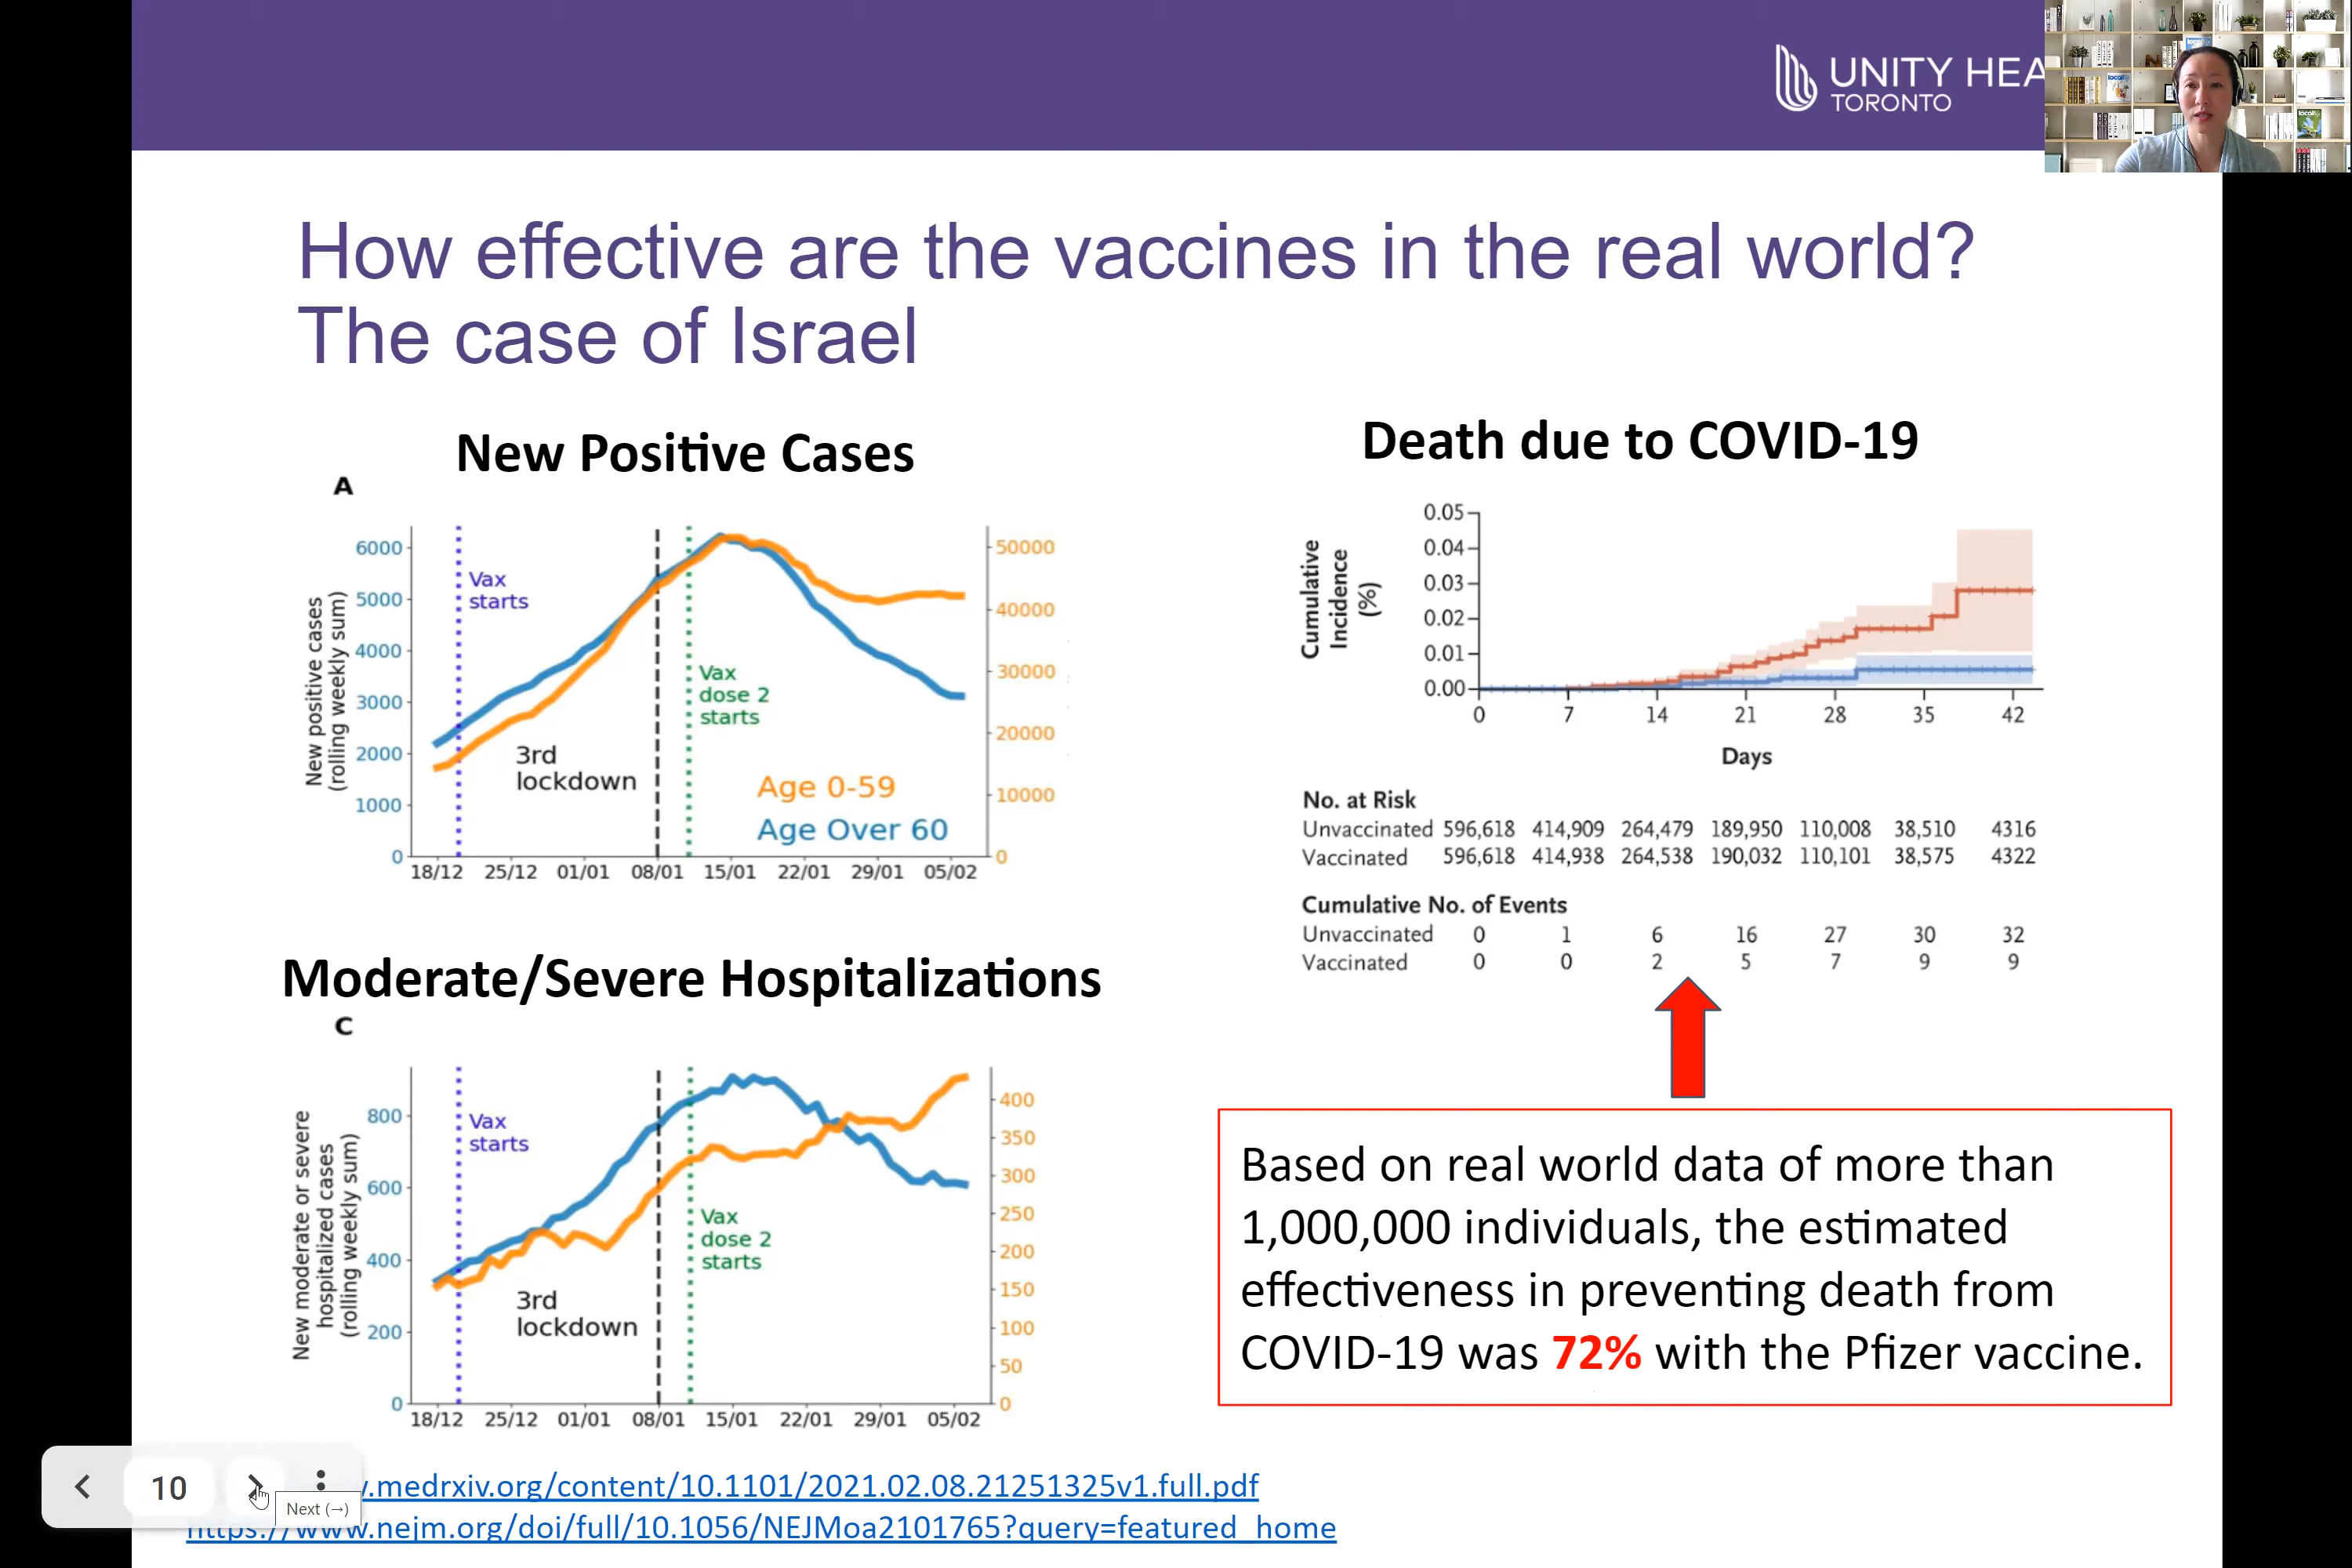 UNITY HEA
TORONTO
How effective are the vaccines in the real world?
The case of Israel
New Positive Cases
A
New positive cases
(rolling weekly sum)
6000
5000
4000
3000
2000
1000
0
50000
40000
30000
20000
10000
0
Vax
starts
3rd
lockdown
Vax
dose 2
starts
Age 0-59
Age Over 60
18/12 25/12 01/01 08/01 15/01 22/01 29/01 05/02
Moderate/Severe Hospitalizations
C
New moderate or severe
hospitalized cases
(rolling weekly sum)
800
600
400
200
0
400
350
300
250
200
150
100
50
0
Vax
starts
3rd
lockdown
Vax
dose 2
starts
18/12 25/12 01/01 08/01 15/01 22/01 29/01 05/02
Death due to COVID-19
Cumulative
Incidence
(%)
0.05
0.04
0.03
0.02
0.01
0.00
0 7 14 21 28 35 42
Days
No. at Risk
Unvaccinated 596,618 414,909 264,479 189,950 110,008 38,510 4316
Vaccinated 596,618 414,938 264,538 190,032 110,101 38,575 4322
Cumulative No. of Events
Unvaccinated 0 1 6 16 27 30 32
Vaccinated 0 0 2 5 7 9 9
Based on real world data of more than
1,000,000 individuals, the estimated
effectiveness in preventing death from
COVID-19 was 72% with the Pfizer vaccine.
10
Next (→)
.medrxiv.org/content/10.1101/2021.02.08.21251325v1.full.pdf
https://www.nejm.org/doi/full/10.1056/NEJMoa2101765?query=featured_home